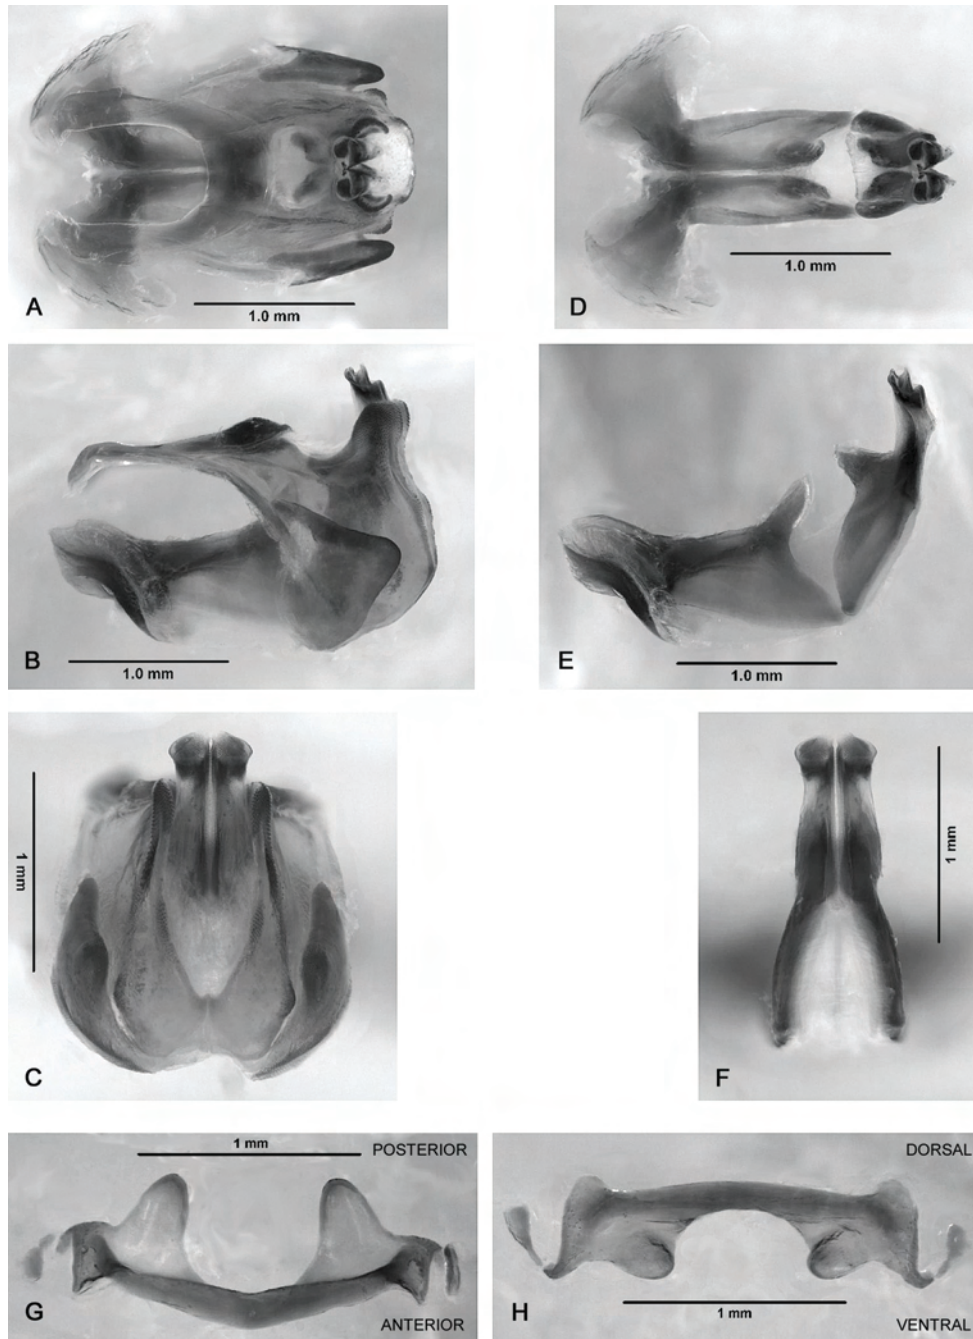 A
1.0 mm
D
1.0 mm
B
1.0 mm
E
1.0 mm
1 mm
C
1 mm
F
1 mm
POSTERIOR
G
ANTERIOR
DORSAL
H
1 mm
VENTRAL